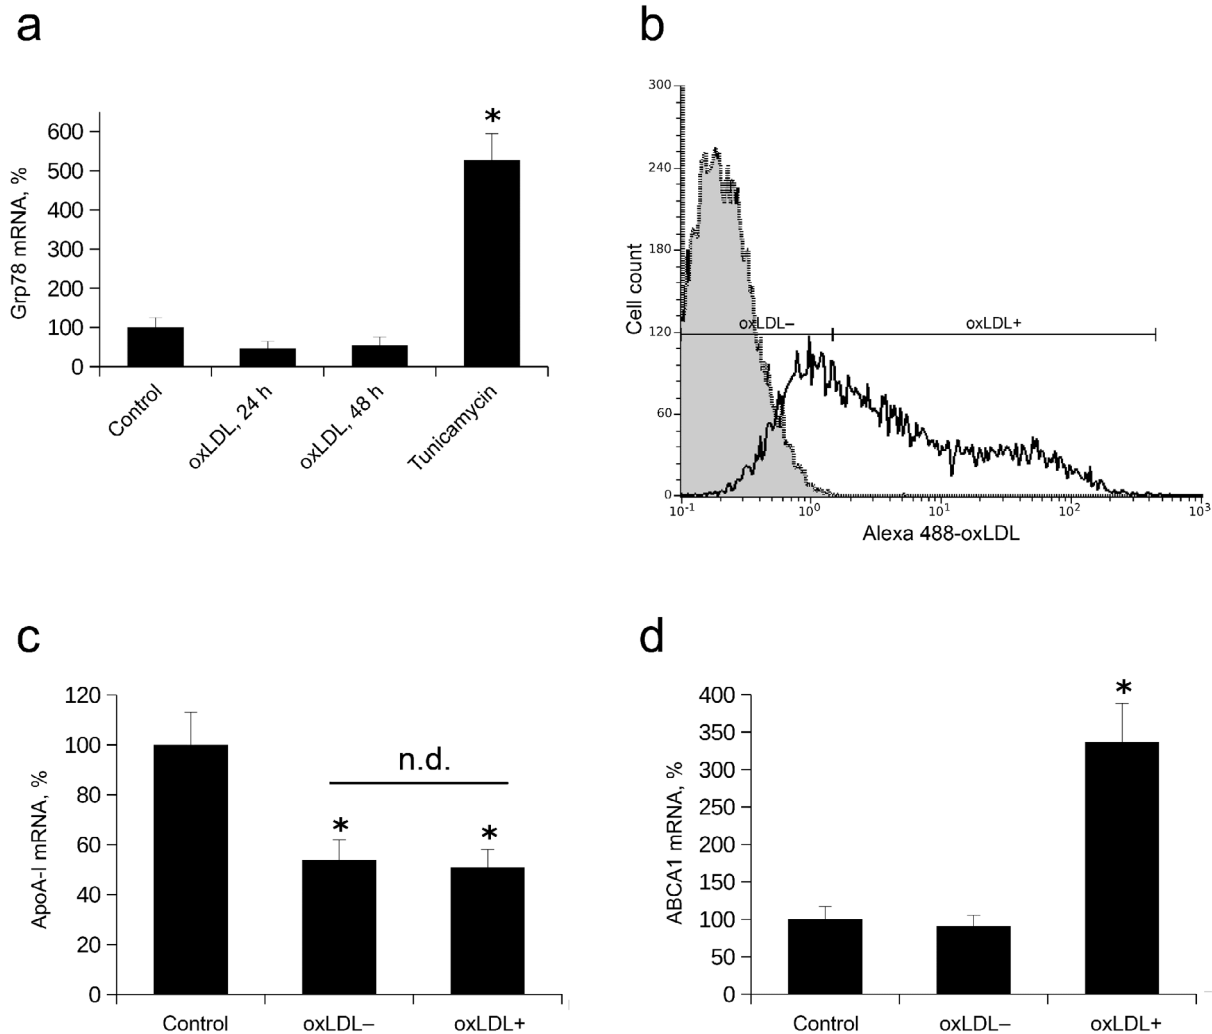 a
Grp78 mRNA, %
600
500
400
300
200
100
0
*
Control
oxLDL, 24 h
oxLDL, 48 h
Tunicamycin
b
Cell count
300
240
180
120
60
0
oxLDL–
oxLDL+
10-1
10⁰
10¹
10²
10³
Alexa 488-oxLDL
c
ApoA-I mRNA, %
120
100
80
60
40
20
0
n.d.
*
*
Control
oxLDL–
oxLDL+
d
ABCA1 mRNA, %
400
350
300
250
200
150
100
50
0
*
Control
oxLDL–
oxLDL+